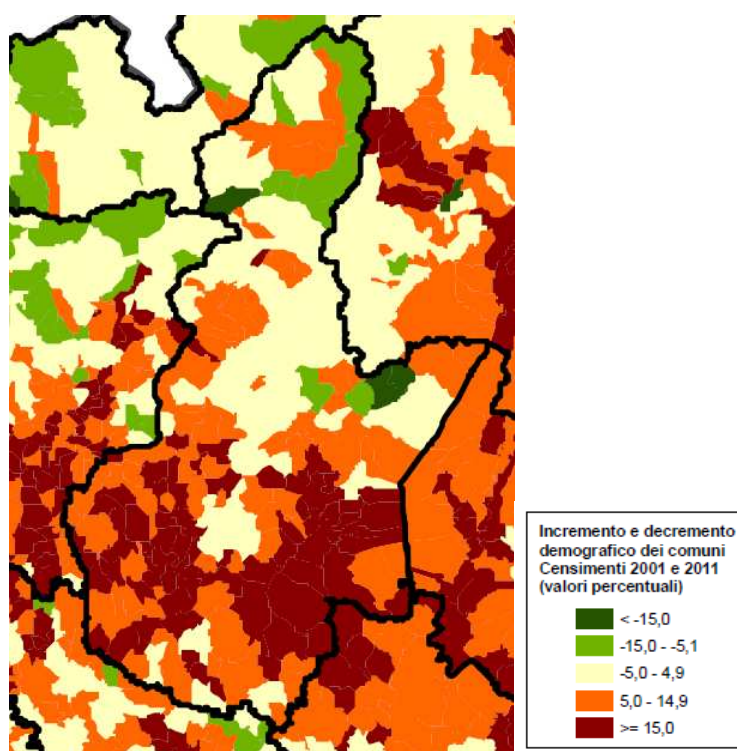 Incremento e decremento
demografico dei comuni
Censimenti 2001 e 2011
(valori percentuali)
< -15,0
-15,0 - -5,1
-5,0 - 4,9
5,0 - 14,9
>= 15,0